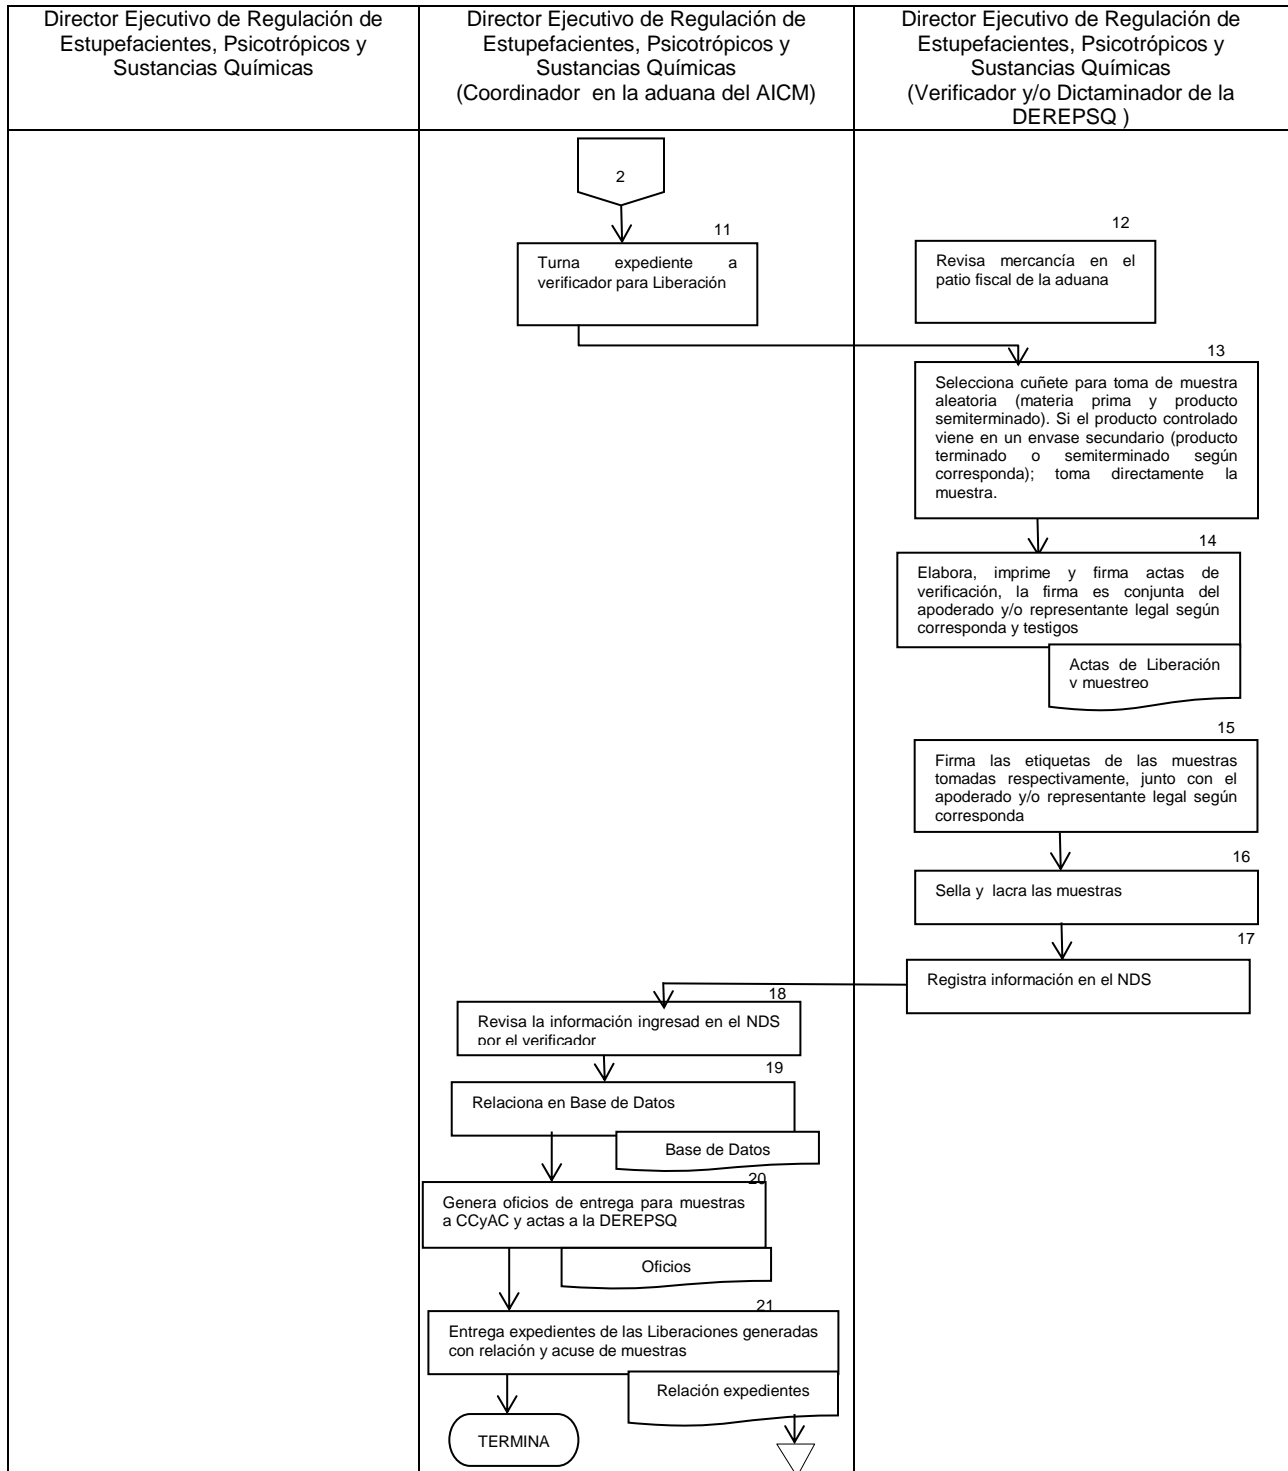 Director Ejecutivo de Regulación de
Estupefacientes, Psicotrópicos y
Sustancias Químicas
Director Ejecutivo de Regulación de
Estupefacientes, Psicotrópicos y
Sustancias Químicas
(Coordinador en la aduana del AICM)
Director Ejecutivo de Regulación de
Estupefacientes, Psicotrópicos y
Sustancias Químicas
(Verificador y/o Dictaminador de la
DEREPSQ )
2
11
Turna expediente a
verificador para Liberación
12
Revisa mercancía en el
patio fiscal de la aduana
13
Selecciona cuñete para toma de muestra
aleatoria (materia prima y producto
semiterminado). Si el producto controlado
viene en un envase secundario (producto
terminado o semiterminado según
corresponda); toma directamente la
muestra.
14
Elabora, imprime y firma actas de
verificación, la firma es conjunta del
apoderado y/o representante legal según
corresponda y testigos
Actas de Liberación
y muestreo
15
Firma las etiquetas de las muestras
tomadas respectivamente, junto con el
apoderado y/o representante legal según
corresponda
16
Sella y lacra las muestras
17
Registra información en el NDS
18
Revisa la información ingresad en el NDS
por el verificador
19
Relaciona en Base de Datos
Base de Datos
20
Genera oficios de entrega para muestras
a CCyAC y actas a la DEREPSQ
Oficios
21
Entrega expedientes de las Liberaciones generadas
con relación y acuse de muestras
Relación expedientes
TERMINA